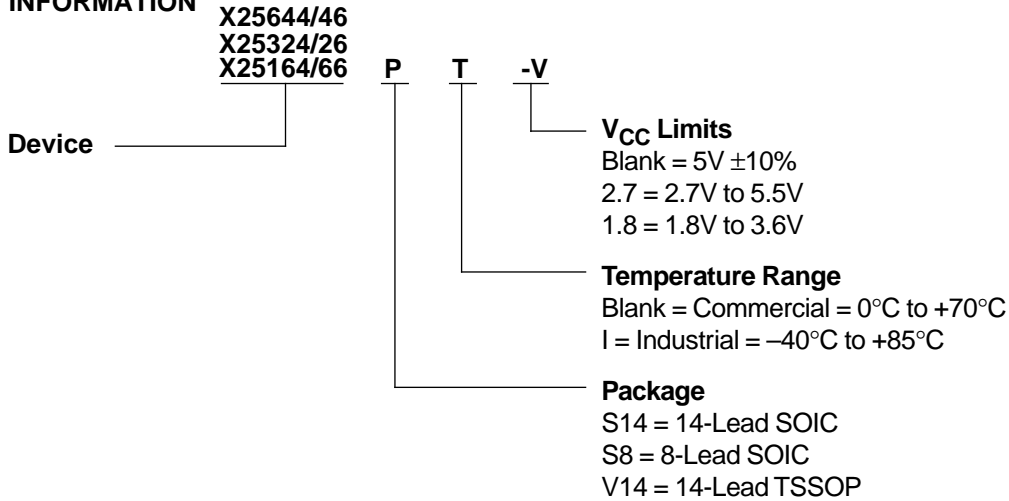 INFORMATION
X25644/46
X25324/26
X25164/66 P T -V
Device
VCC Limits
Blank = 5V ±10%
2.7 = 2.7V to 5.5V
1.8 = 1.8V to 3.6V
Temperature Range
Blank = Commercial = 0°C to +70°C
I = Industrial = –40°C to +85°C
Package
S14 = 14-Lead SOIC
S8 = 8-Lead SOIC
V14 = 14-Lead TSSOP